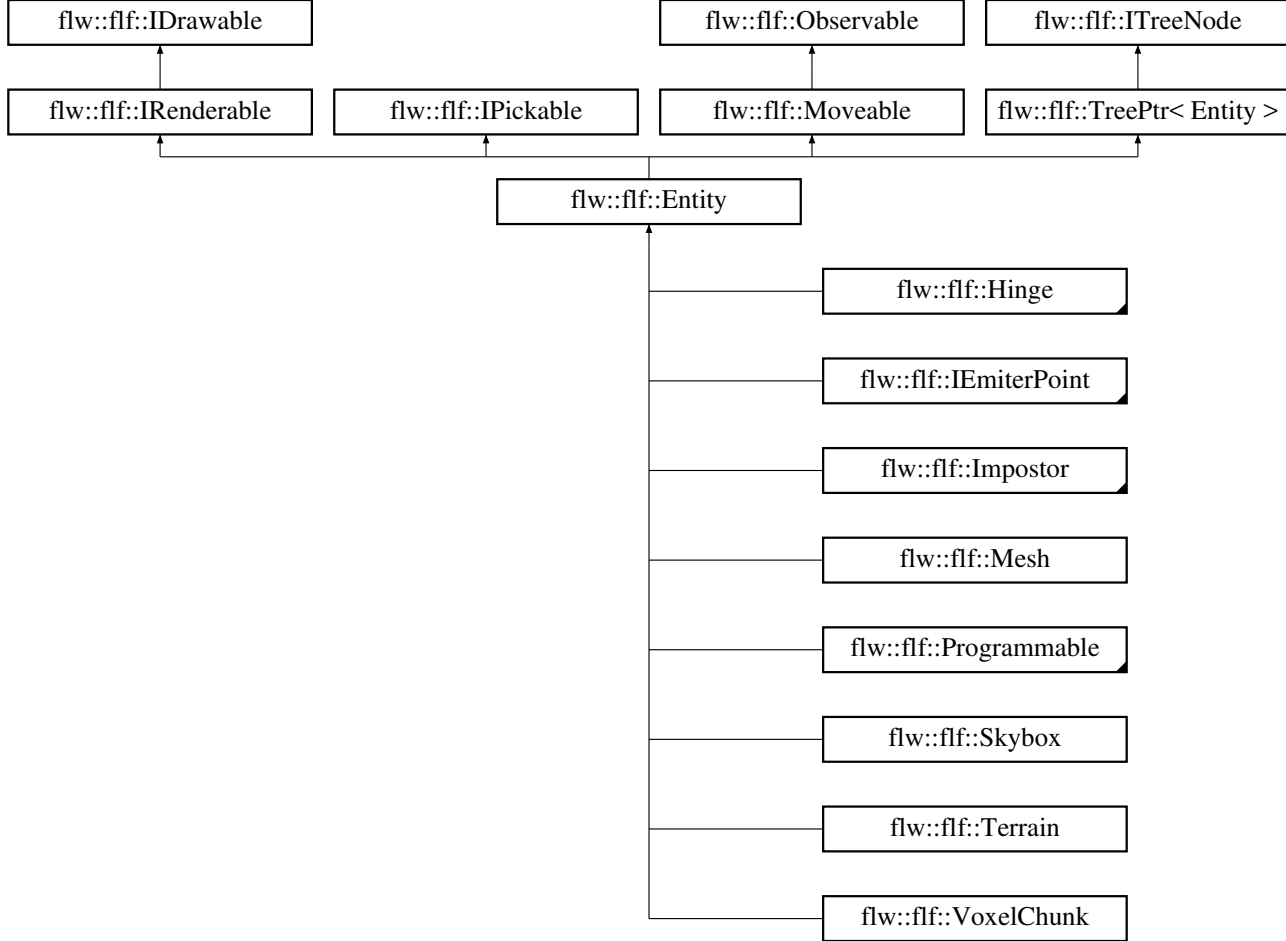 flw::flf::IDrawable
flw::flf::Observable
flw::flf::ITreeNode
flw::flf::IRenderable
flw::flf::IPickable
flw::flf::Moveable
flw::flf::TreePtr< Entity >
flw::flf::Entity
flw::flf::Hinge
flw::flf::IEmiterPoint
flw::flf::Impostor
flw::flf::Mesh
flw::flf::Programmable
flw::flf::Skybox
flw::flf::Terrain
flw::flf::VoxelChunk